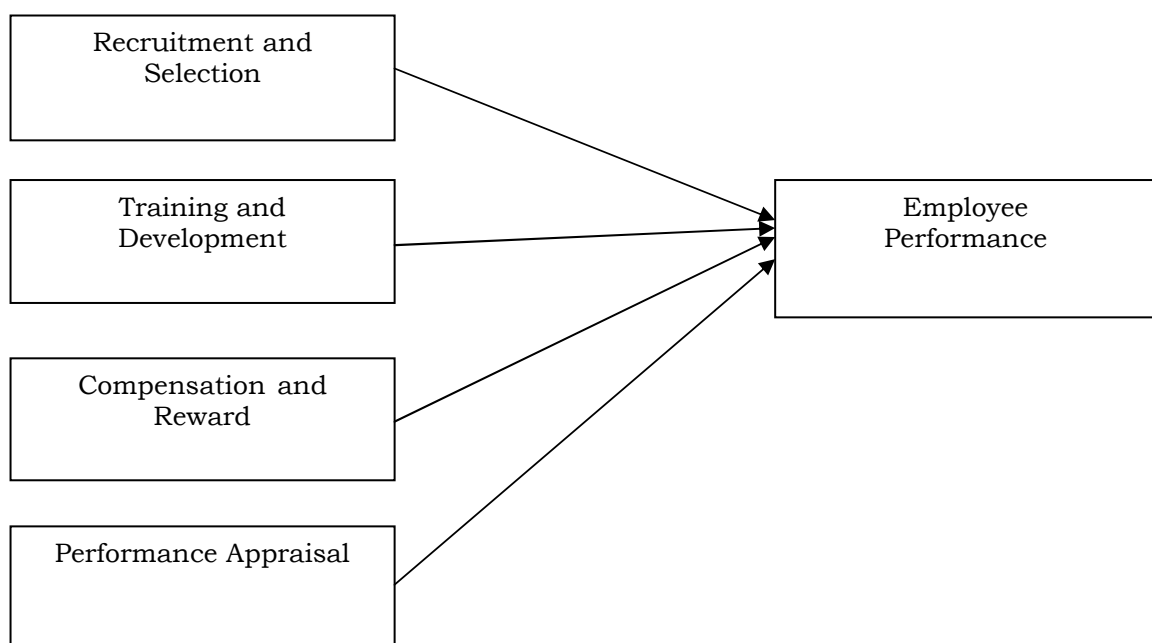 Recruitment and
Selection
Training and
Development
Employee
Performance
Compensation and
Reward
Performance Appraisal